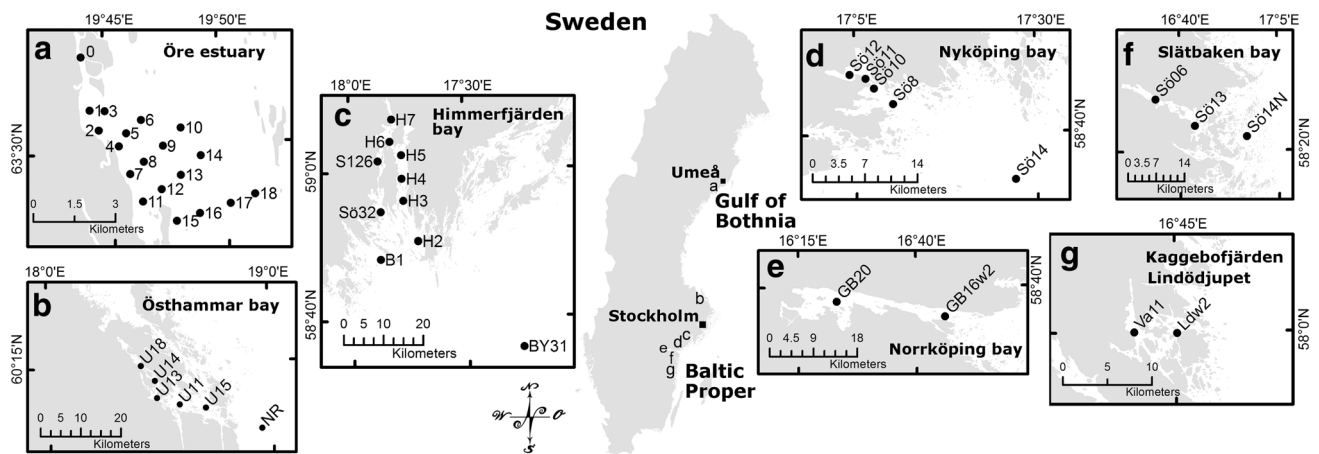 Sweden
19°45'E
19°50'E
a
Öre estuary
0
1
3
6
2
5
10
4
9
8
14
7
13
12
18
11
17
16
15
63°30'N
0
1.5
3
Kilometers
18°0'E
19°0'E
b
Östhammar bay
U18
U14
U13
U11
U15
NR
60°15'N
0 5 10 20
Kilometers
18°0'E
17°30'E
c
Himmerfjärden
bay
H7
H6
S126
H5
H4
H3
Sö32
H2
B1
BY31
59°0'N
58°40'N
0 5 10 20
Kilometers
N
W
O
S
Umeå
a
Gulf of
Bothnia
b
Stockholm
c
d
e
f
g
Baltic
Proper
17°5'E
17°30'E
d
Nyköping bay
Sö12
Sö11
Sö10
Sö8
Sö14
58°40'N
0 3.5 7 14
Kilometers
16°15'E
16°40'E
e
GB20
GB16w2
58°40'N
0 4.5 9 18
Kilometers
Norrköping bay
16°40'E
17°5'E
f
Slätbaken bay
Sö06
Sö13
Sö14N
58°20'N
0 3.5 7 14
Kilometers
16°45'E
g
Kaggebofjärden
Lindödjupet
Va11
Ldw2
58°0'N
0 5 10
Kilometers